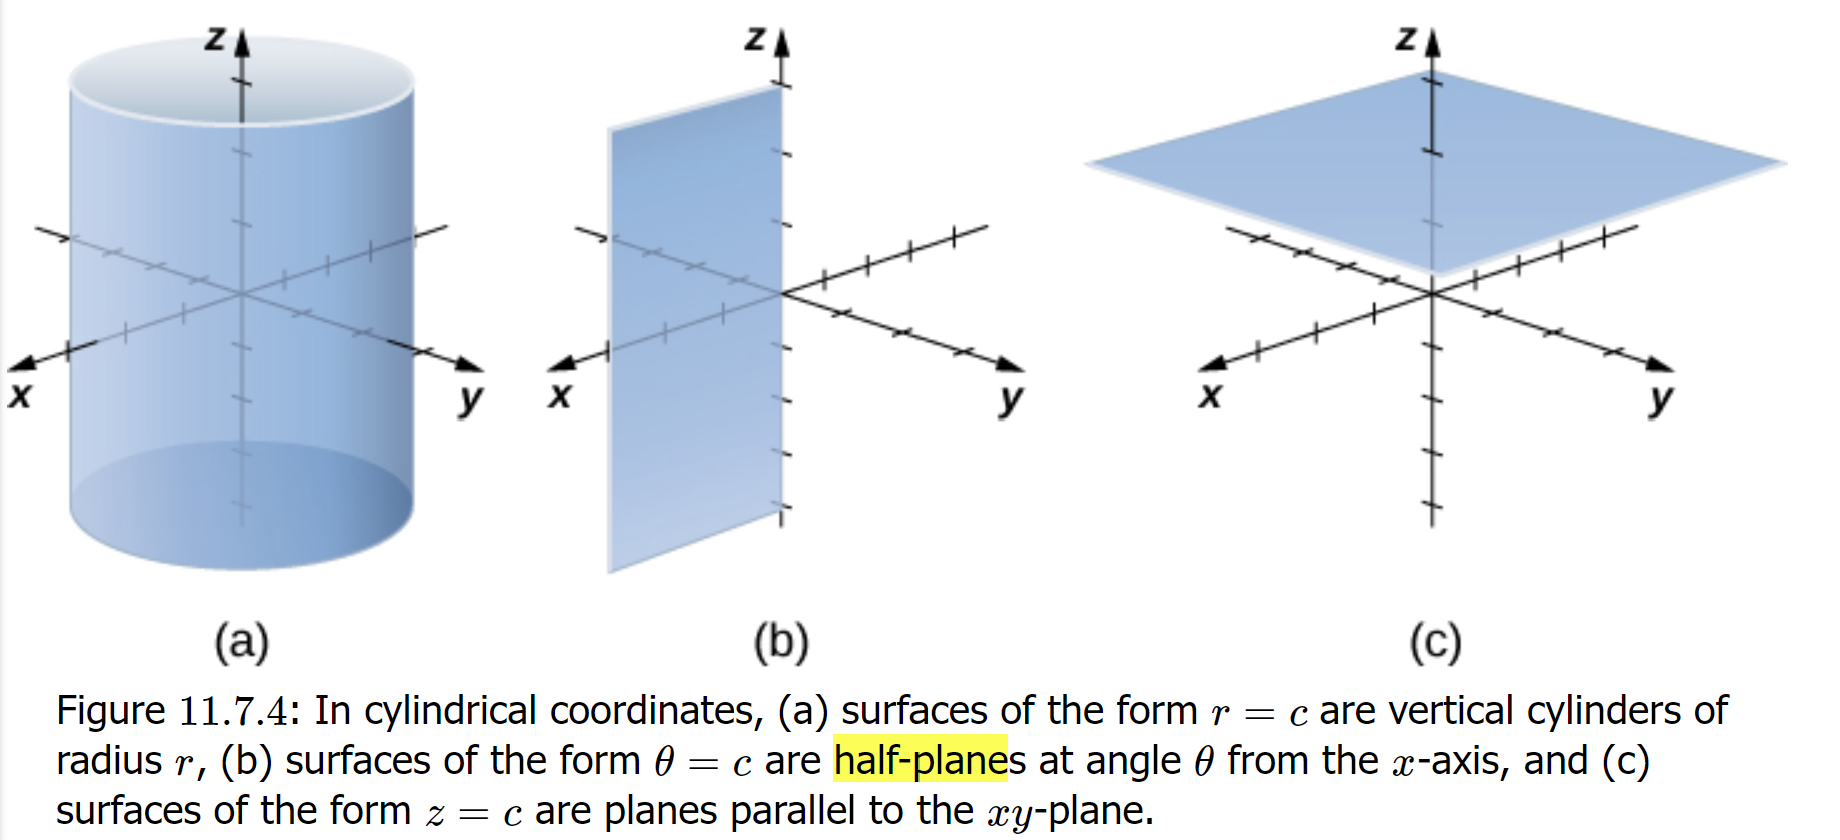 z z z
x y x y x y
(a) (b) (c)
Figure 11.7.4: In cylindrical coordinates, (a) surfaces of the form r = c are vertical cylinders of
radius r, (b) surfaces of the form θ = c are half-planes at angle θ from the x-axis, and (c)
surfaces of the form z = c are planes parallel to the xy-plane.